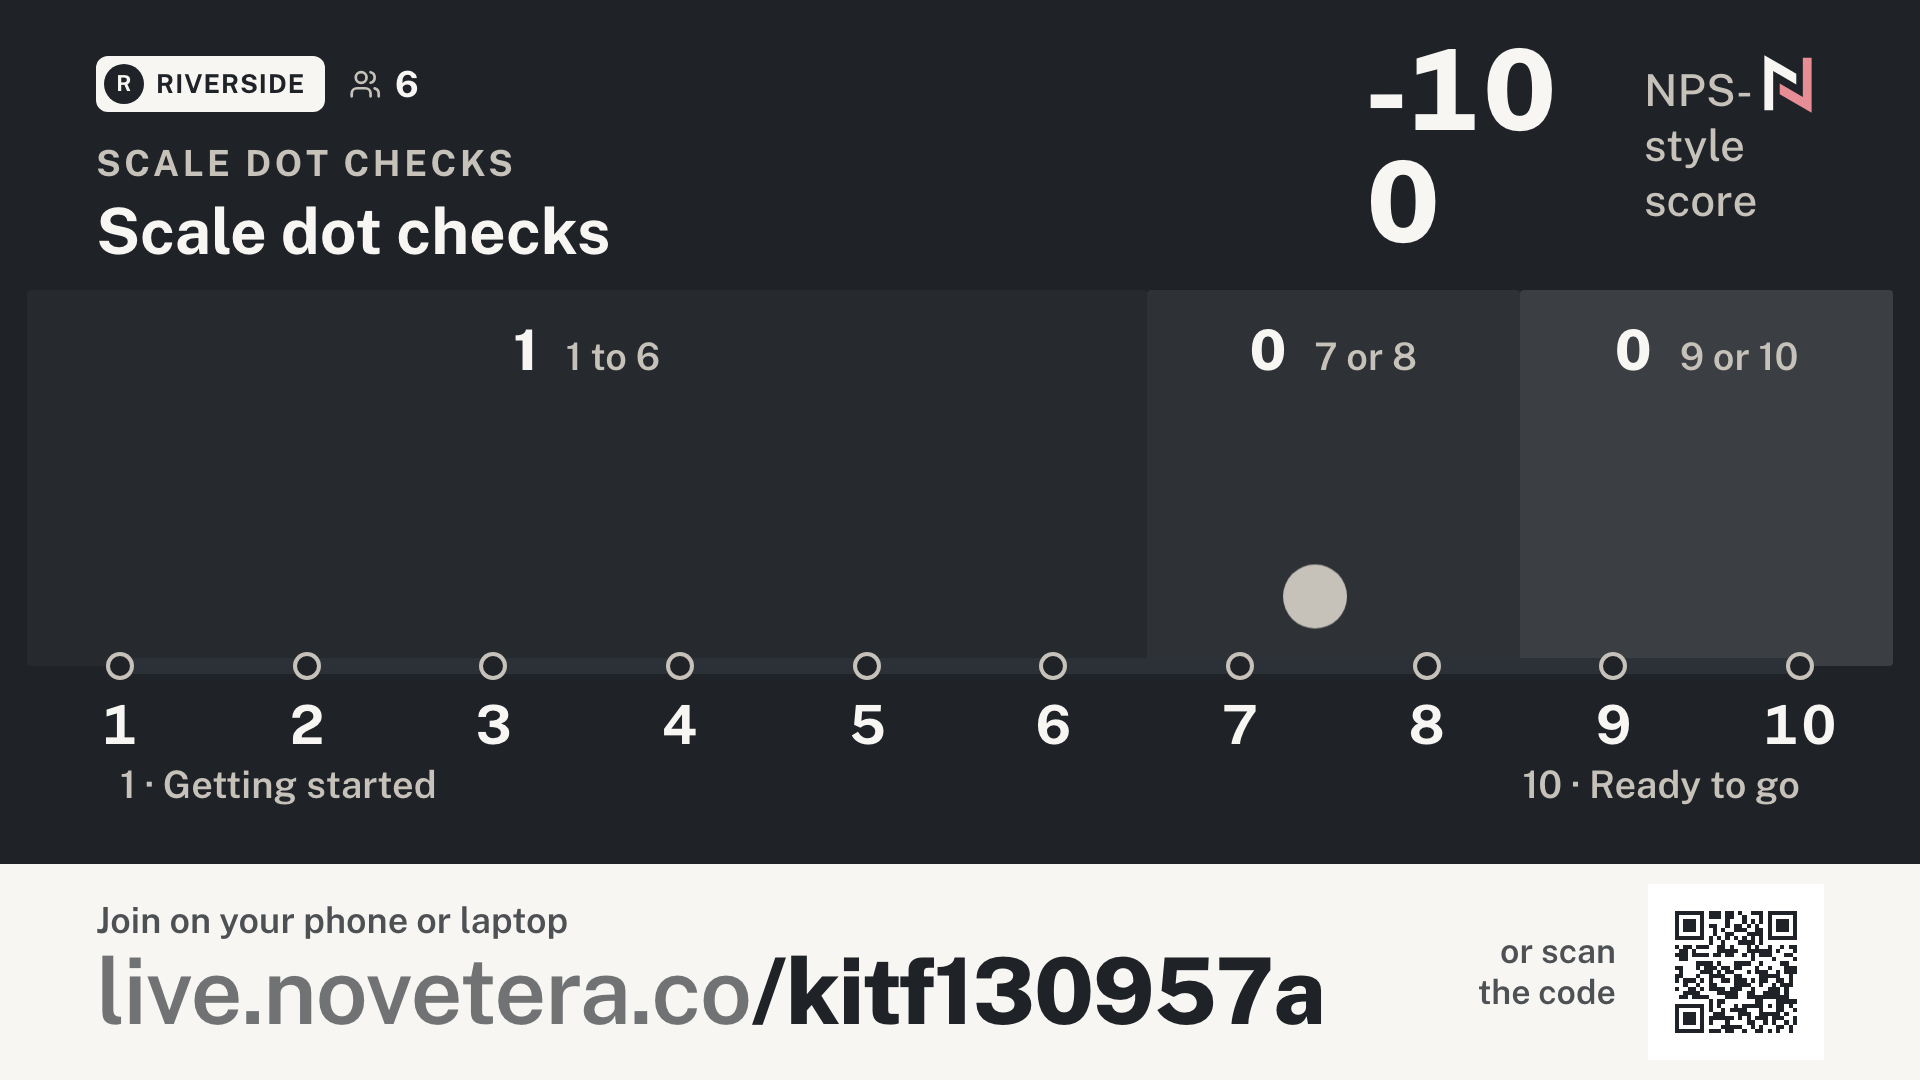 R RIVERSIDE 6
SCALE DOT CHECKS
Scale dot checks
-10
0
NPS-
style
score
1 1 to 6
0 7 or 8
0 9 or 10
1 2 3 4 5 6 7 8 9 10
1 · Getting started
10 · Ready to go
Join on your phone or laptop
live.novetera.co/kitf130957a
or scan
the code